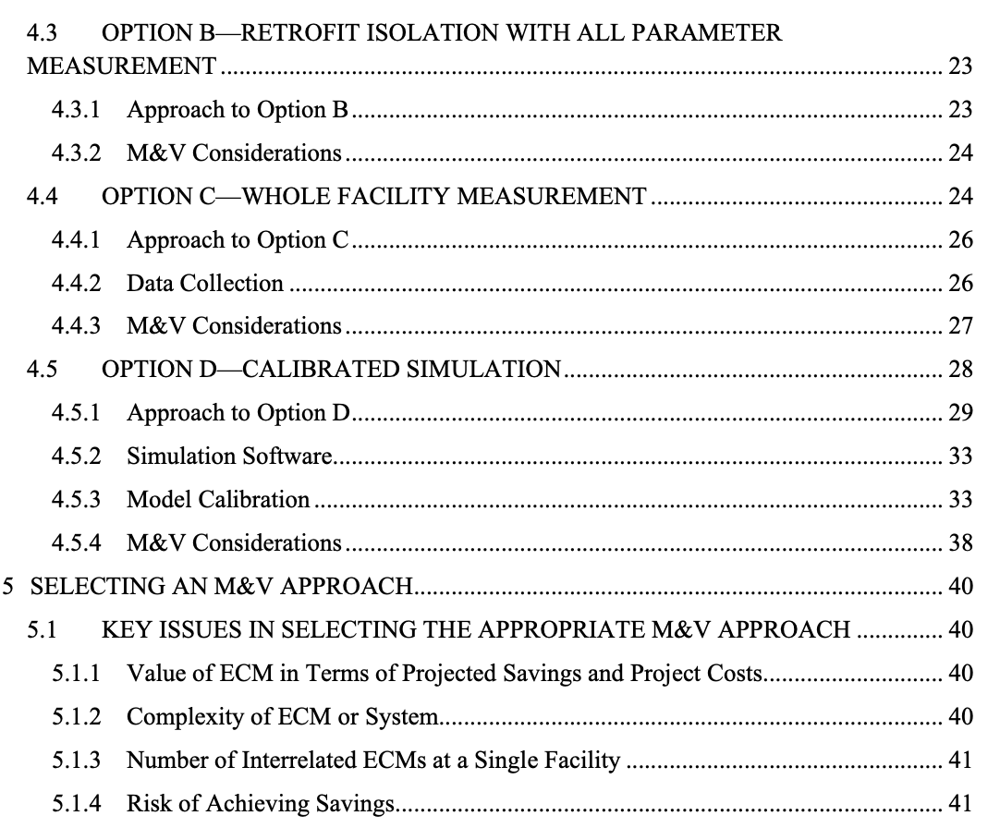 4.3 OPTION B—RETROFIT ISOLATION WITH ALL PARAMETER
MEASUREMENT ........ 23
4.3.1 Approach to Option B ........ 23
4.3.2 M&V Considerations ........ 24
4.4 OPTION C—WHOLE FACILITY MEASUREMENT ........ 24
4.4.1 Approach to Option C ........ 26
4.4.2 Data Collection ........ 26
4.4.3 M&V Considerations ........ 27
4.5 OPTION D—CALIBRATED SIMULATION ........ 28
4.5.1 Approach to Option D ........ 29
4.5.2 Simulation Software ........ 33
4.5.3 Model Calibration ........ 33
4.5.4 M&V Considerations ........ 38
5 SELECTING AN M&V APPROACH ........ 40
5.1 KEY ISSUES IN SELECTING THE APPROPRIATE M&V APPROACH ........ 40
5.1.1 Value of ECM in Terms of Projected Savings and Project Costs ........ 40
5.1.2 Complexity of ECM or System ........ 40
5.1.3 Number of Interrelated ECMs at a Single Facility ........ 41
5.1.4 Risk of Achieving Savings ........ 41